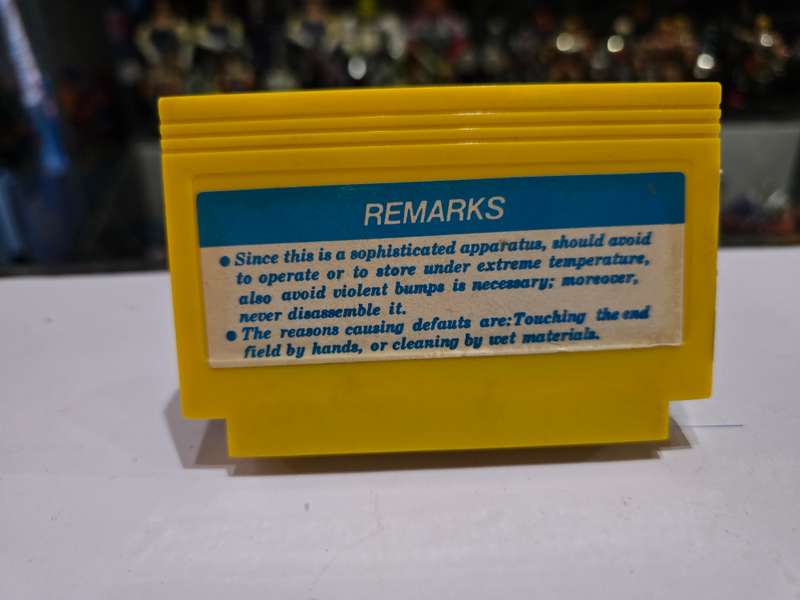 REMARKS
● Since this is a sophisticated apparatus, should avoid
to operate or to store under extreme temperature,
also avoid violent bumps is necessary; moreover,
never disassemble it.
● The reasons causing defauts are:Touching the end
field by hands, or cleaning by wet materials.